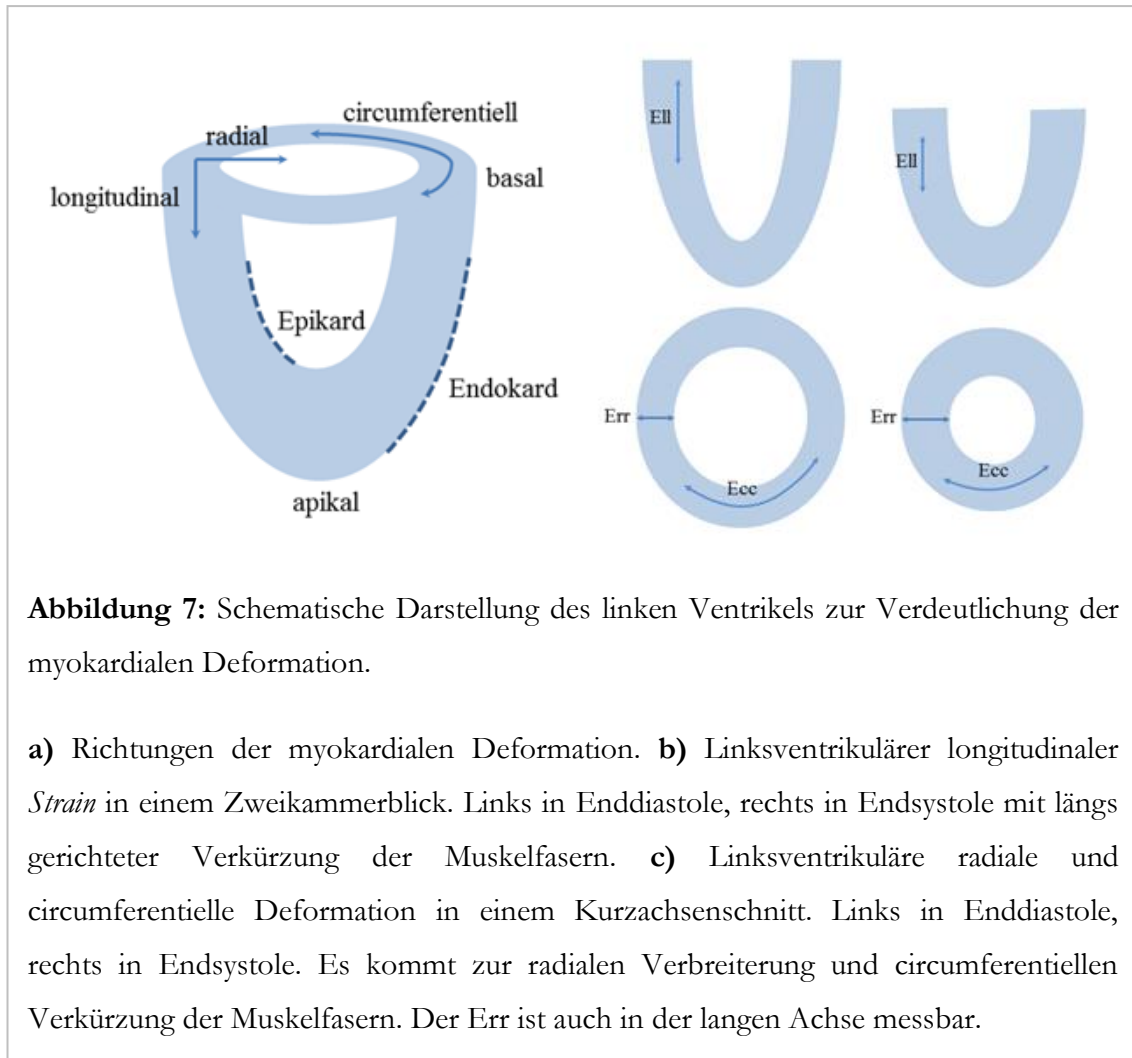 circumferentiell
radial
basal
longitudinal
Epikard
Endokard
apikal
Ell
Ell
Err
Ecc
Err
Ecc
Abbildung 7: Schematische Darstellung des linken Ventrikels zur Verdeutlichung der
myokardialen Deformation.
a) Richtungen der myokardialen Deformation. b) Linksventrikulärer longitudinaler
Strain in einem Zweikammerblick. Links in Enddiastole, rechts in Endsystole mit längs
gerichteter Verkürzung der Muskelfasern. c) Linksventrikuläre radiale und
circumferentielle Deformation in einem Kurzachsenschnitt. Links in Enddiastole,
rechts in Endsystole. Es kommt zur radialen Verbreiterung und circumferentiellen
Verkürzung der Muskelfasern. Der Err ist auch in der langen Achse messbar.